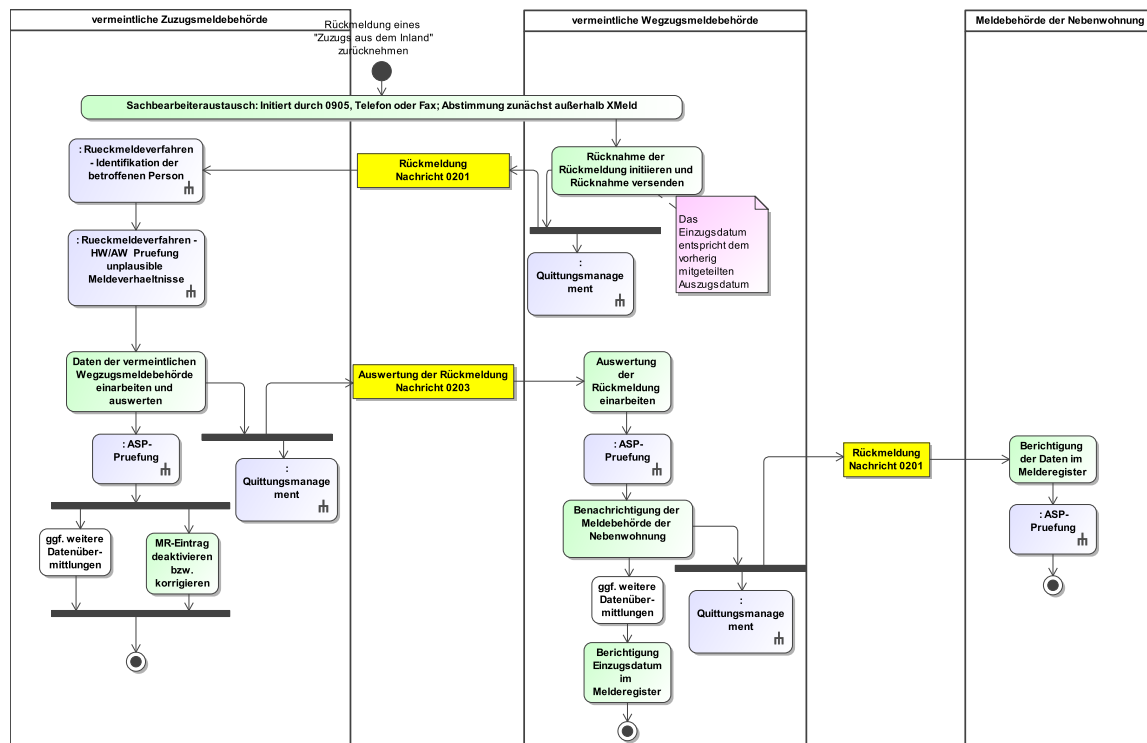 vermeintliche Zuzugsmeldebehörde
vermeintliche Wegzugsmeldebehörde
Meldebehörde der Nebenwohnung
Rückmeldung eines
"Zuzugs aus dem Inland"
zurücknehmen
Sachbearbeiteraustausch: Initiert durch 0905, Telefon oder Fax; Abstimmung zunächst außerhalb XMeld
: Rueckmeldeverfahren
- Identifikation der
betroffenen Person
Rückmeldung
Nachricht 0201
Rücknahme der
Rückmeldung initiieren und
Rücknahme versenden
Das
Einzugsdatum
entspricht dem
vorherig
mitgeteilten
Auszugsdatum
: Rueckmeldeverfahren -
HW/AW Pruefung
unplausible
Meldeverhaeltnisse
:
Quittungsmanage
ment
Daten der vermeintlichen
Wegzugsmeldebehörde
einarbeiten und
auswerten
Auswertung der Rückmeldung
Nachricht 0203
Auswertung
der
Rückmeldung
einarbeiten
: ASP-
Pruefung
:
Quittungsmanage
ment
: ASP-
Pruefung
Rückmeldung
Nachricht 0201
Berichtigung
der Daten im
Melderegister
: ASP-
Pruefung
Benachrichtigung der
Meldebehörde der
Nebenwohnung
ggf. weitere
Datenüber-
mittlungen
MR-Eintrag
deaktivieren
bzw.
korrigieren
ggf. weitere
Datenüber-
mittlungen
:
Quittungsmanage
ment
Berichtigung
Einzugsdatum
im
Melderegister